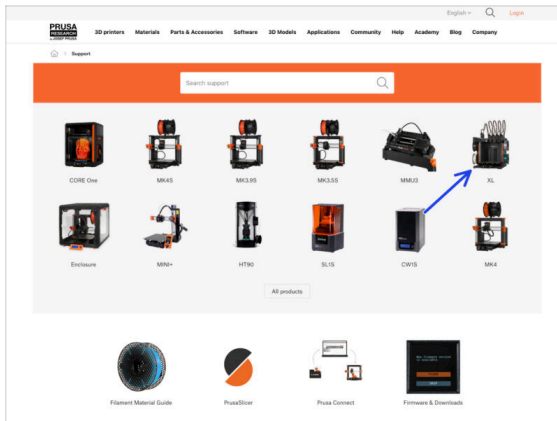 English
Login
PRUSA
RESEARCH
by JOSEF PRUSA
3D printers Materials Parts & Accessories Software 3D Models Applications Community Help Academy Blog Company
Support
Search support
CORE One MK4S MK3.9S MK3.5S MMU3 XL
Enclosure MINI+ HT90 SL1S CW1S MK4
All products
Filament Material Guide PrusaSlicer Prusa Connect Firmware & Downloads